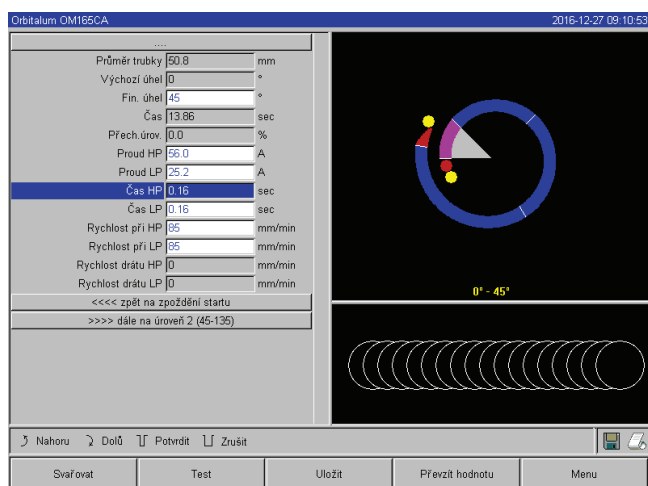 Orbitalum OM165CA 2016-12-27 09:10:53
....
Průměr trubky 50.8 mm
Výchozí úhel 0 °
Fin. úhel 45 °
Čas 13.86 sec
Přech.úrov. 0.0 %
Proud HP 56.0 A
Proud LP 25.2 A
Čas HP 0.16 sec
Čas LP 0.16 sec
Rychlost při HP 85 mm/min
Rychlost při LP 85 mm/min
Rychlost drátu HP 0 mm/min
Rychlost drátu LP 0 mm/min
<<<< zpět na zpoždění startu
>>>> dále na úroveň 2 (45-135)
0° - 45°
Nahoru Dolů Potvrdit Zrušit
Svařovat Test Uložit Převzít hodnotu Menu